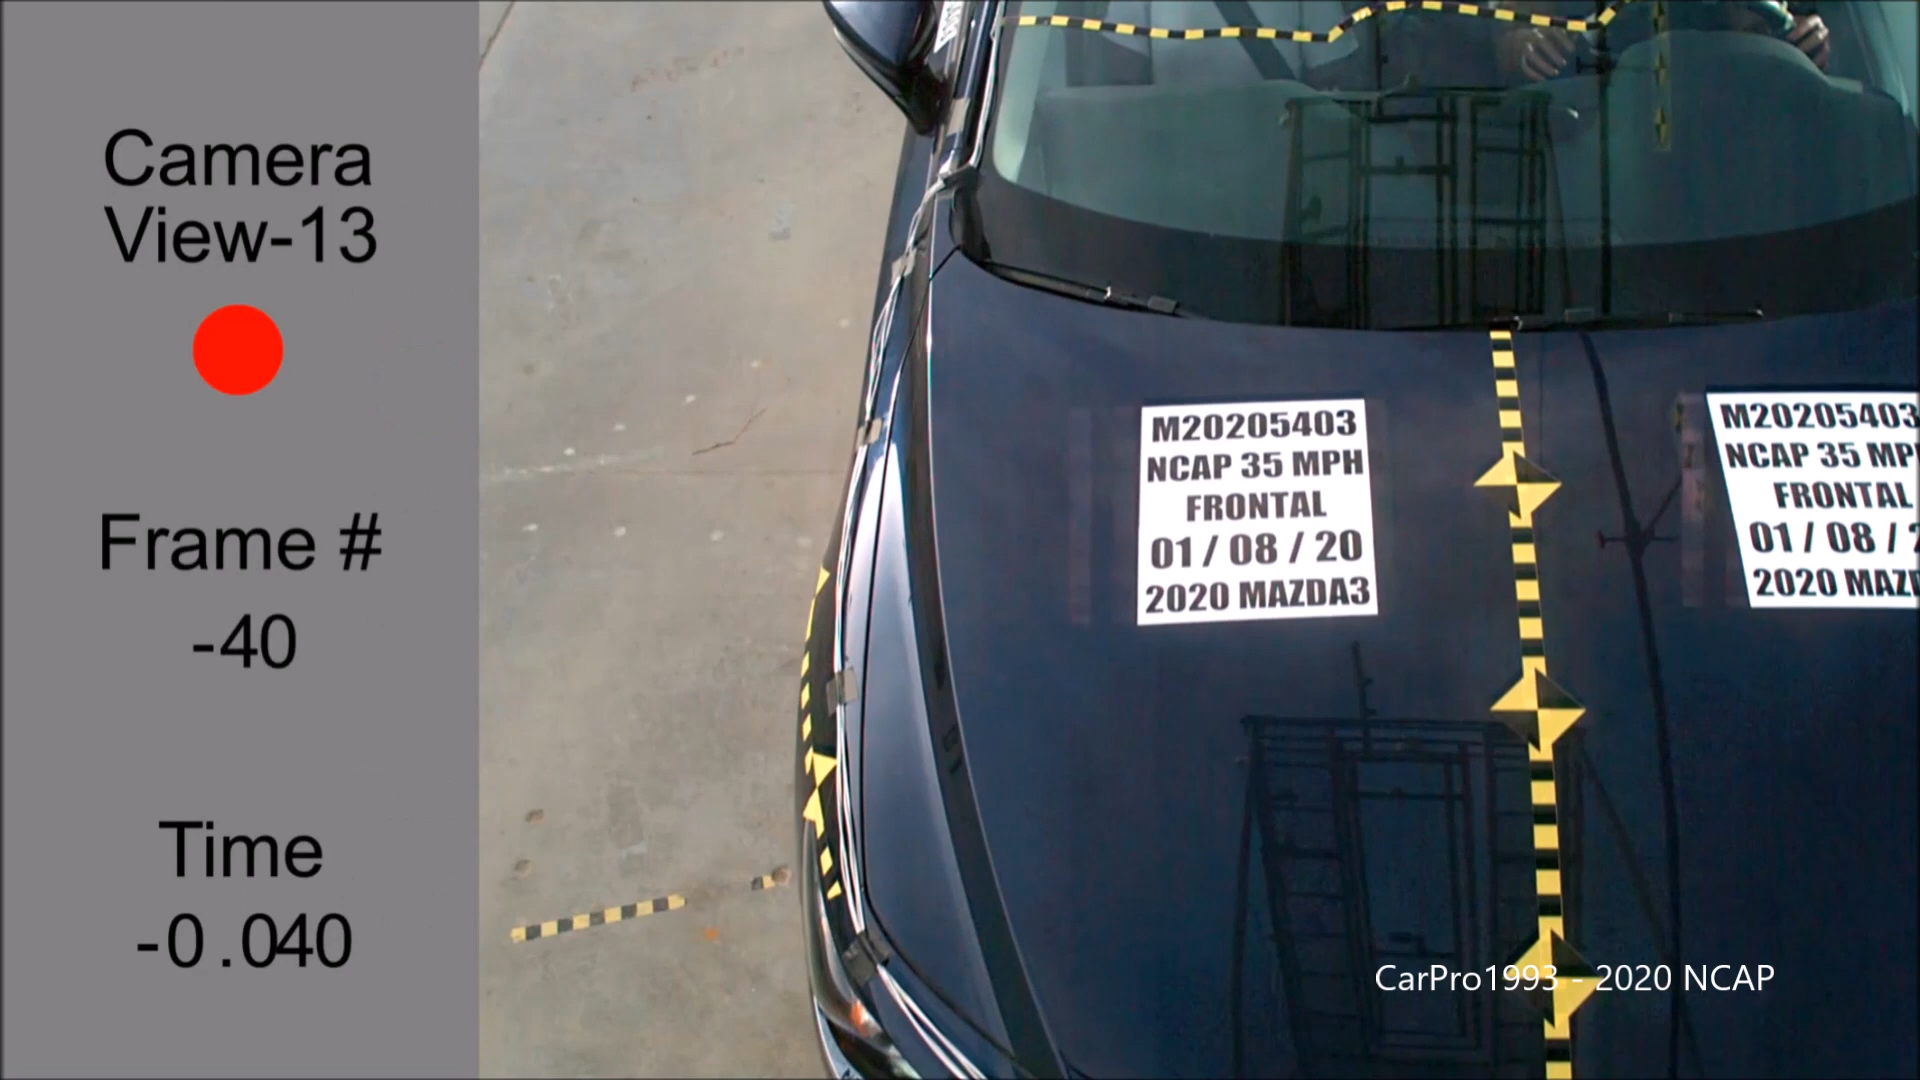 Camera
View-13
Frame #
-40
Time
-0.040
M20205403
NCAP 35 MPH
FRONTAL
01 / 08 / 20
2020 MAZDA3
M20205403
NCAP 35 MP
FRONTAL
01 / 08 /
2020 MAZD
CarPro1993 - 2020 NCAP